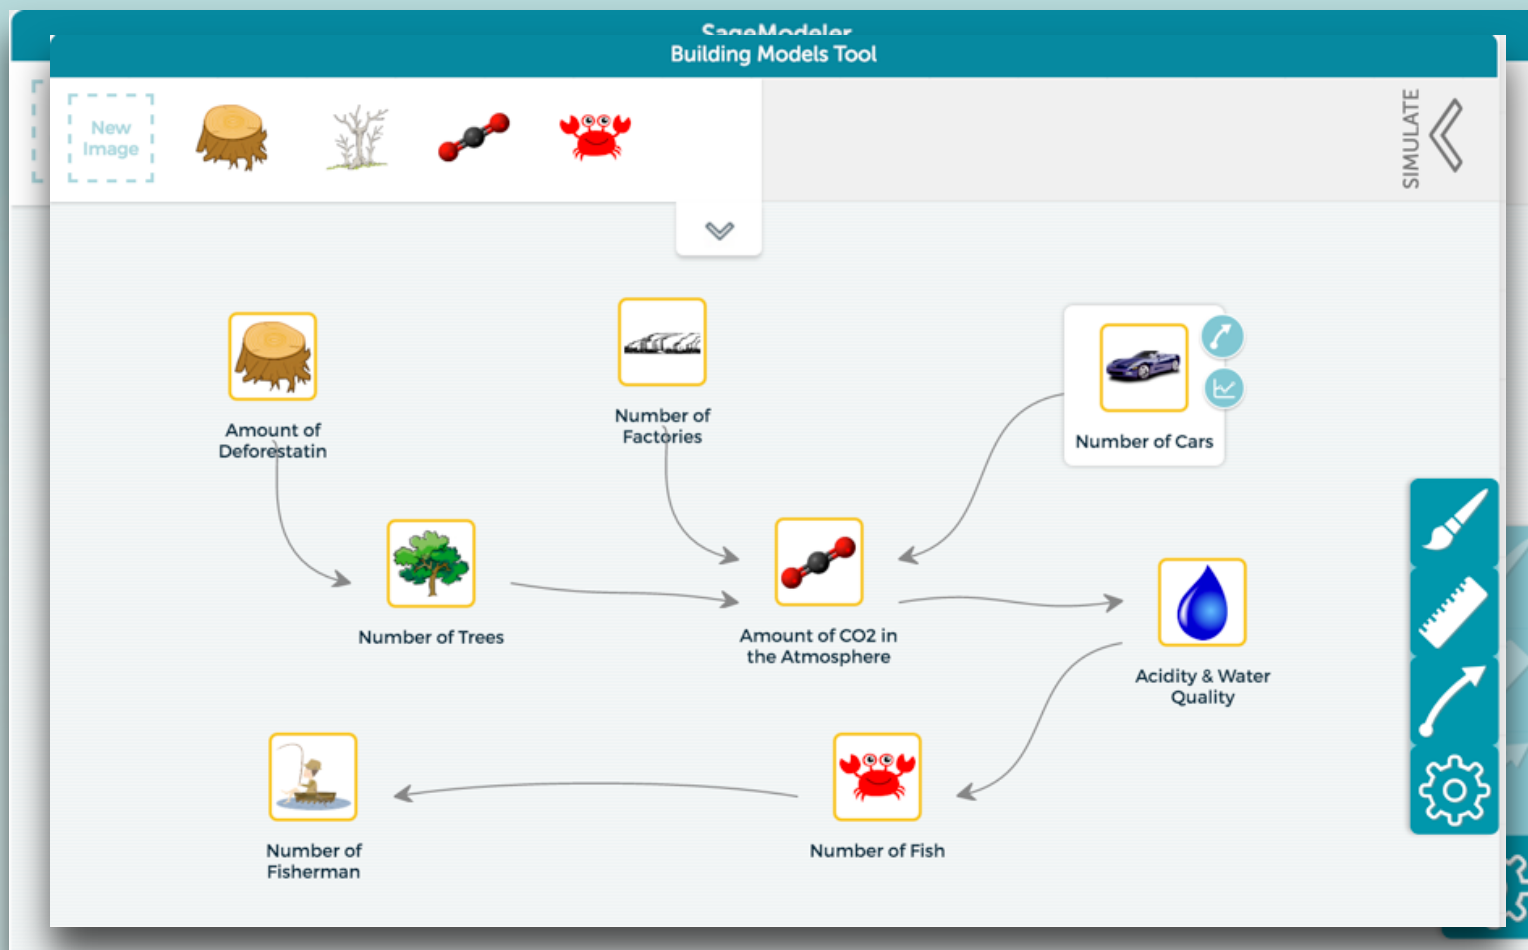 SageModeler
Building Models Tool
New
Image
SIMULATE
Amount of
Deforestatin
Number of
Factories
Number of Cars
Number of Trees
Amount of CO2 in
the Atmosphere
Acidity & Water
Quality
Number of
Fisherman
Number of Fish